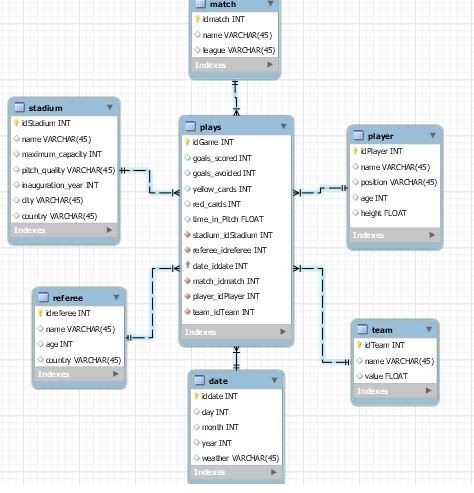 match
idmatch INT
name VARCHAR(45)
league VARCHAR(45)
Indexes
stadium
idStadium INT
name VARCHAR(45)
maximum_capacity INT
pitch_quality VARCHAR(45)
inauguration_year INT
city VARCHAR(45)
country VARCHAR(45)
Indexes
plays
idGame INT
goals_scored INT
goals_avoided INT
yellow_cards INT
red_cards INT
time_in_Pitch FLOAT
stadium_idStadium INT
referee_idreferee INT
date_iddate INT
match_idmatch INT
player_idPlayer INT
team_idTeam INT
Indexes
player
idPlayer INT
name VARCHAR(45)
position VARCHAR(45)
age INT
height FLOAT
Indexes
referee
idreferee INT
name VARCHAR(45)
age INT
country VARCHAR(45)
Indexes
team
idTeam INT
name VARCHAR(45)
value FLOAT
Indexes
date
iddate INT
day INT
month INT
year INT
weather VARCHAR(45)
Indexes